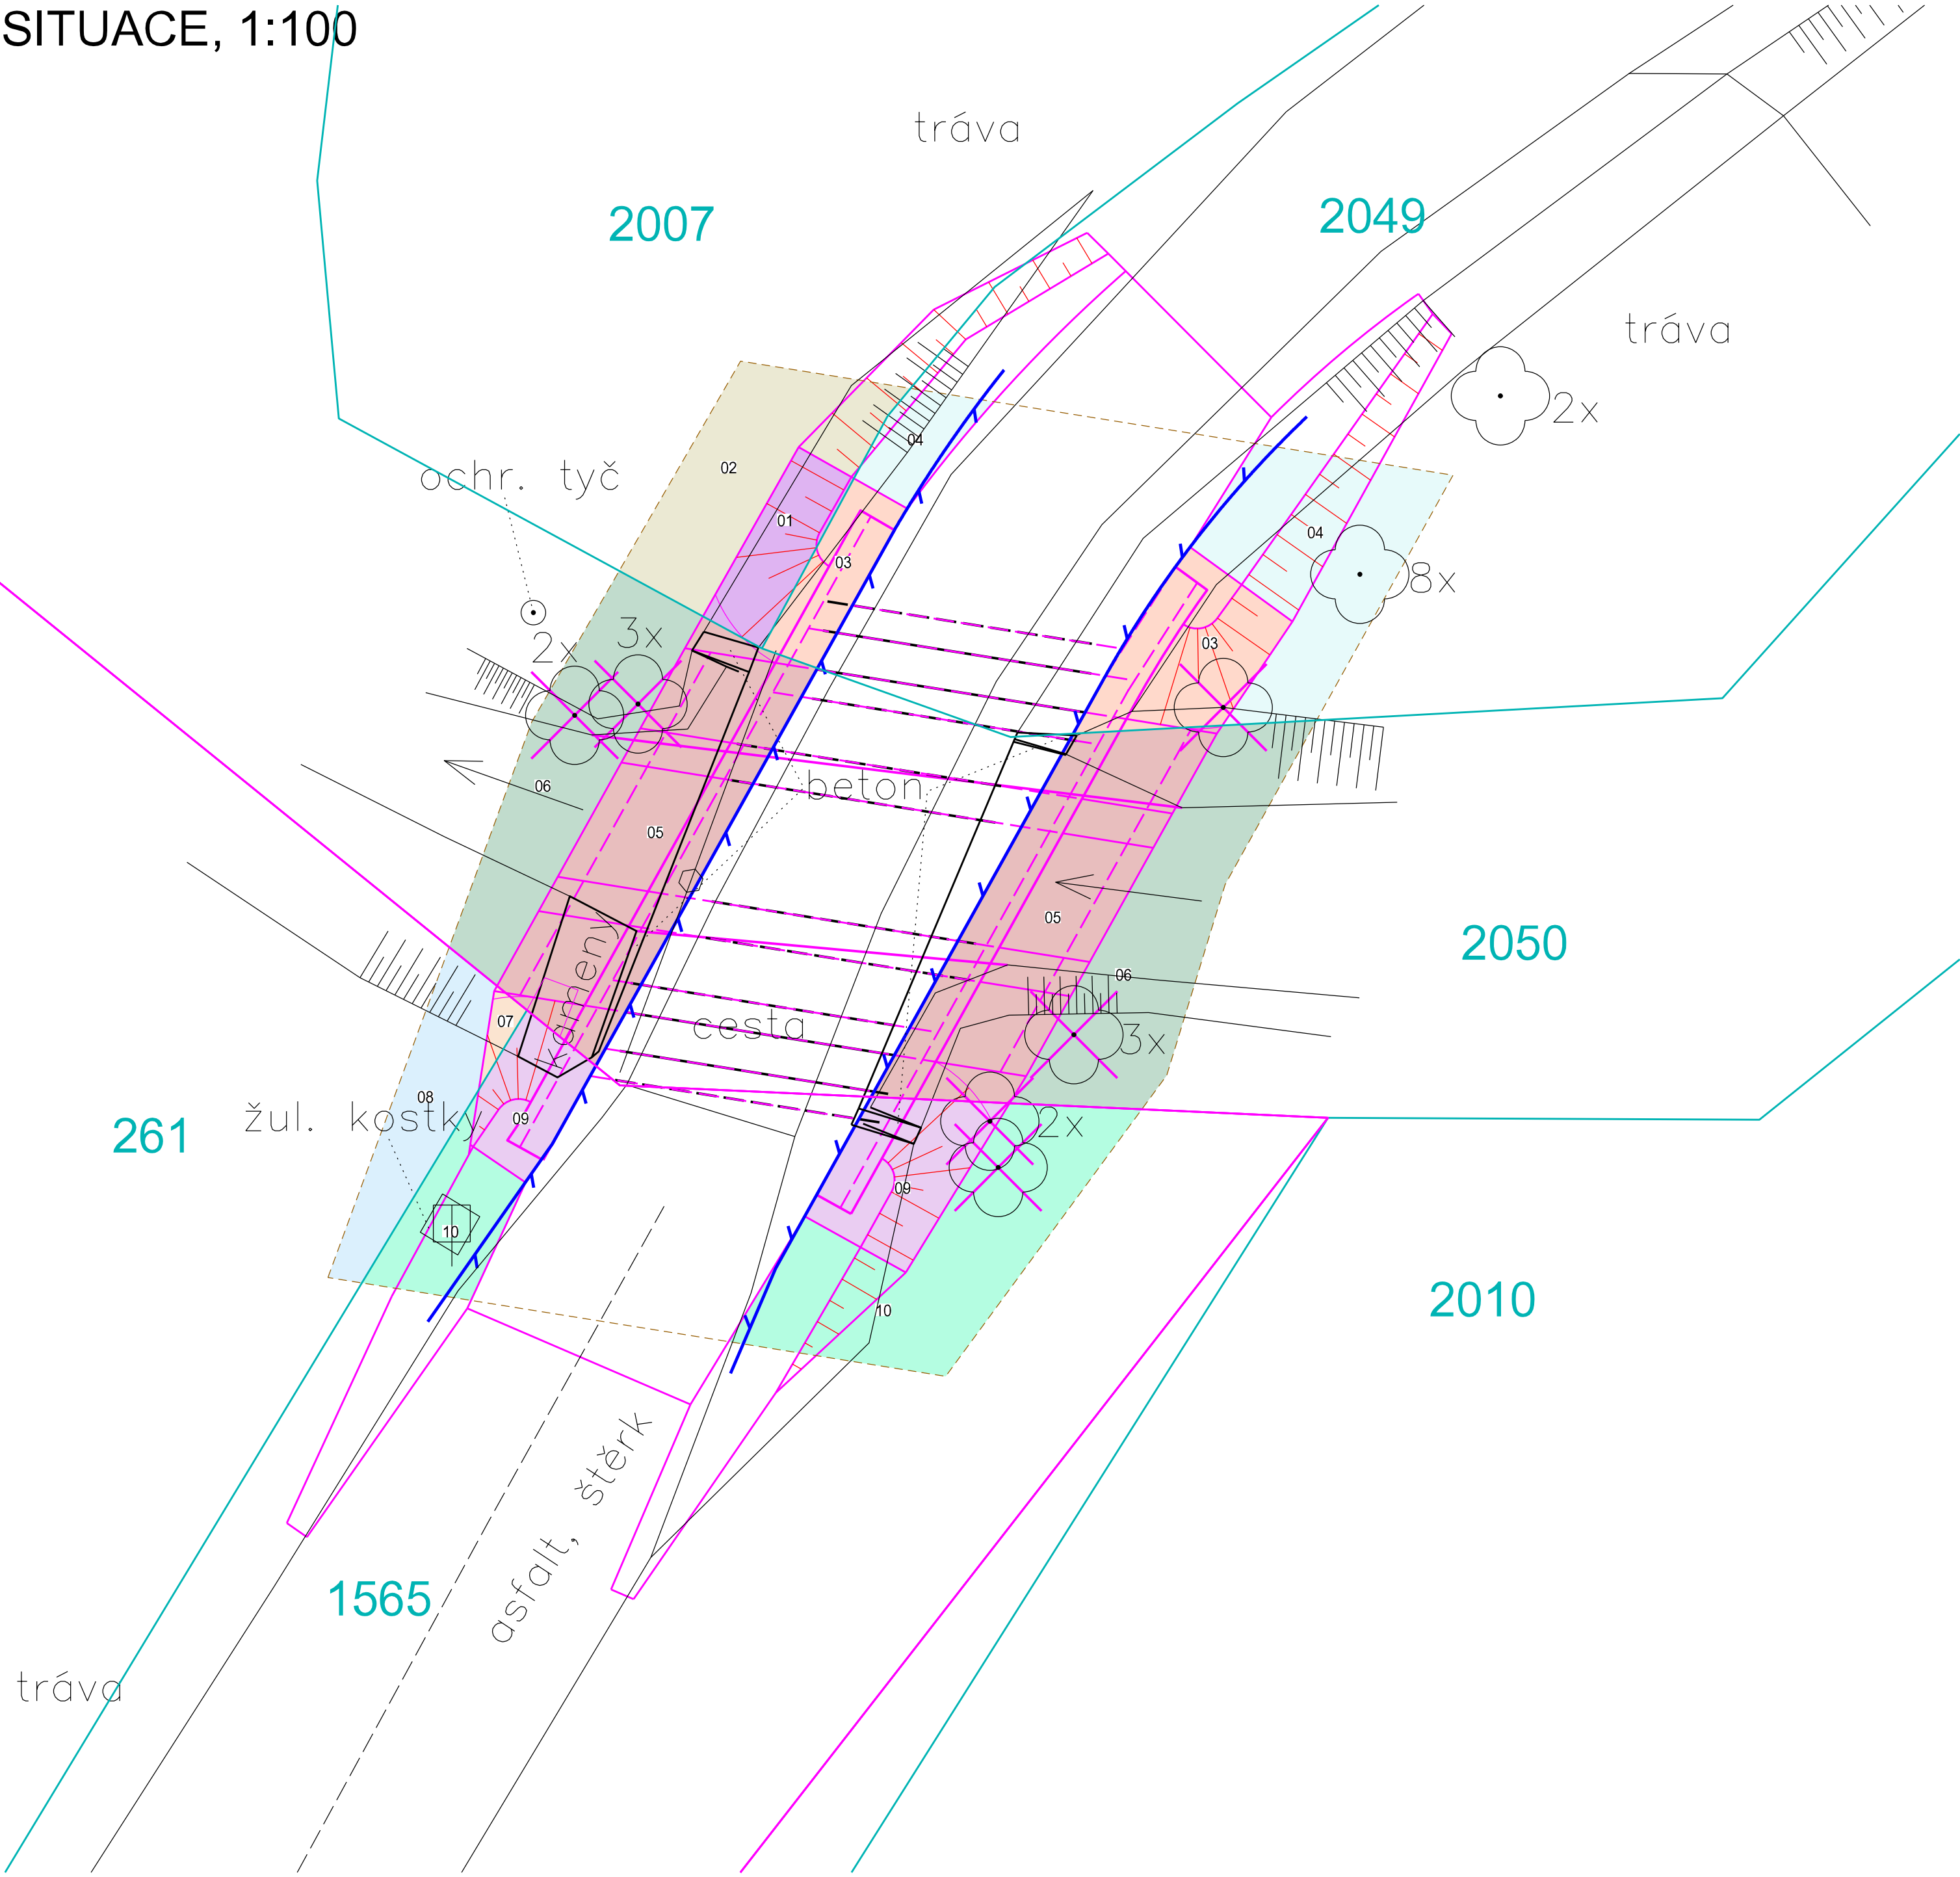 SITUACE, 1:100
tráva
2007
2049
tráva
2x
04
02
ochr. tyč
01
04
03
8x
2x
3x
03
beton
06
05
05
2050
kameny
06
07
cesta
3x
08
žul. kostky
09
2x
261
09
10
2010
10
asfalt, štěrk
1565
tráva